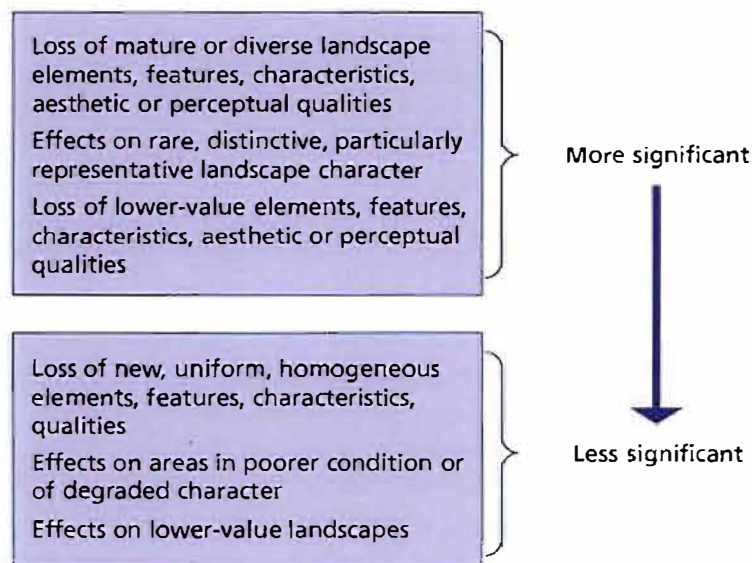 Loss of mature or diverse landscape
elements, features, characteristics,
aesthetic or perceptual qualities
Effects on rare, distinctive, particularly
representative landscape character
Loss of lower-value elements, features,
characteristics, aesthetic or perceptual
qualities
More significant
Loss of new, uniform, homogeneous
elements, features, characteristics,
qualities
Effects on areas in poorer condition or
of degraded character
Effects on lower-value landscapes
Less significant